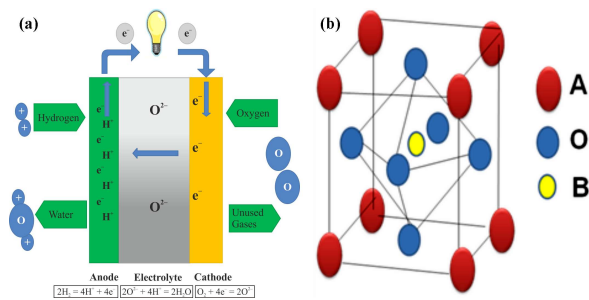 (a)
e⁻
e⁻
(b)
+
+
Hydrogen
e⁻
H⁺
e⁻
H⁺
e⁻
H⁺
e⁻
H⁺
O²⁻
O²⁻
e⁻
e⁻
e⁻
Oxygen
O
O
+
O
+
Water
Unused
Gases
Anode Electrolyte Cathode
2H₂ = 4H⁺ + 4e⁻ 2O²⁻ + 4H⁺ = 2H₂O O₂ + 4e⁻ = 2O²⁻
A
O
B
A
A
A
A
O
O
O
O
B
O
O
A
A
A
A